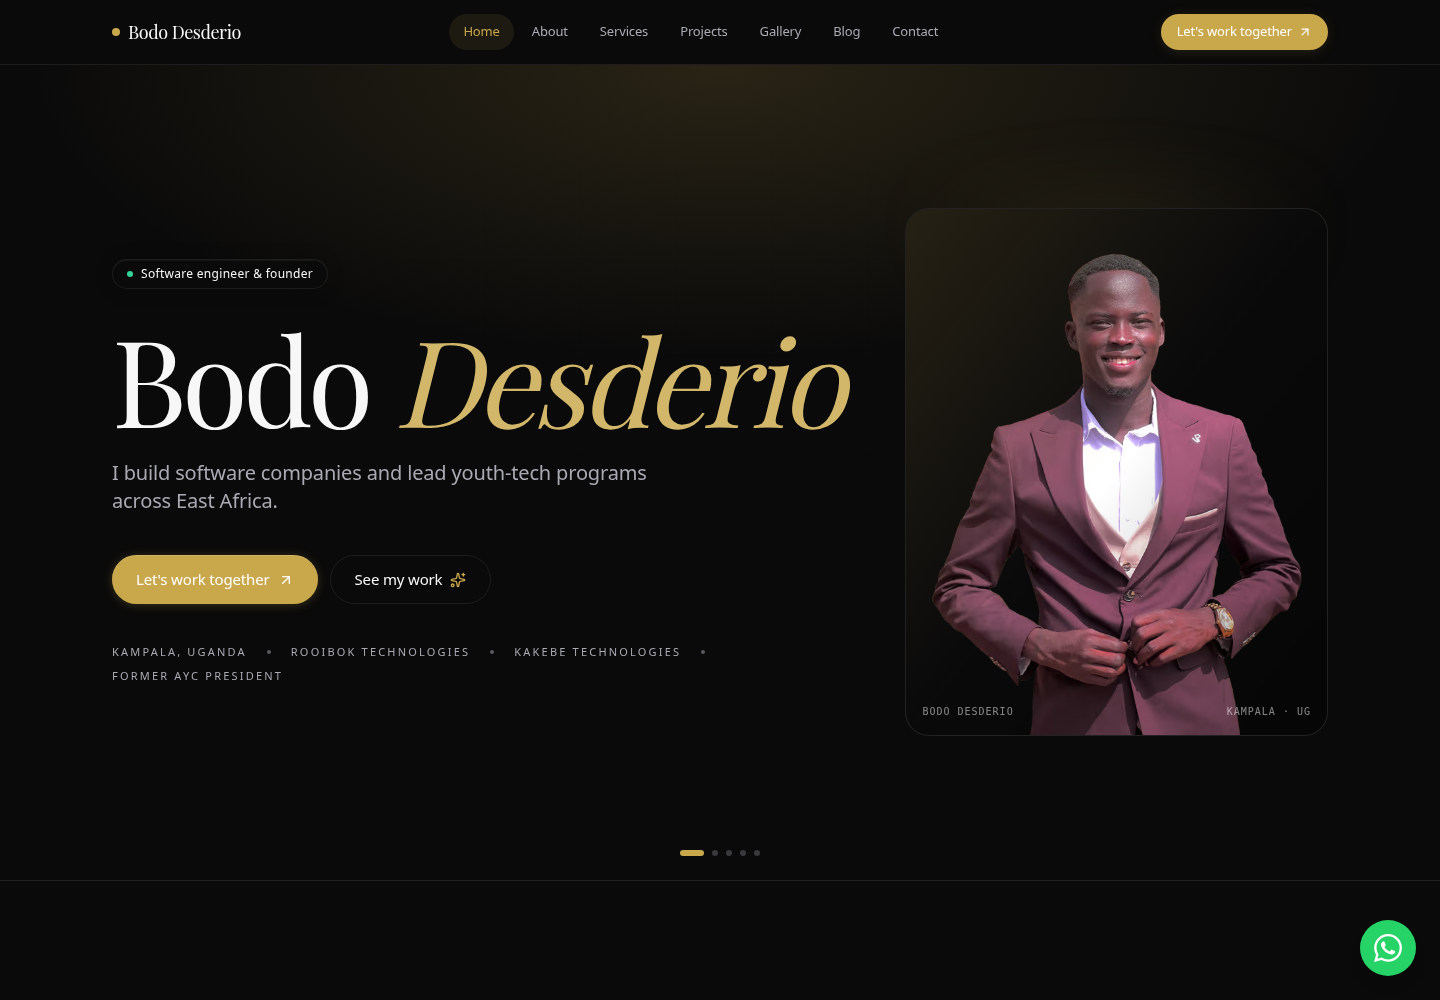 Bodo Desderio
Home About Services Projects Gallery Blog Contact
Let's work together
Software engineer & founder
Bodo Desderio
I build software companies and lead youth-tech programs
across East Africa.
Let's work together
See my work
KAMPALA, UGANDA • ROOIBOK TECHNOLOGIES • KAKEBE TECHNOLOGIES •
FORMER AYC PRESIDENT
BODO DESDERIO
KAMPALA · UG